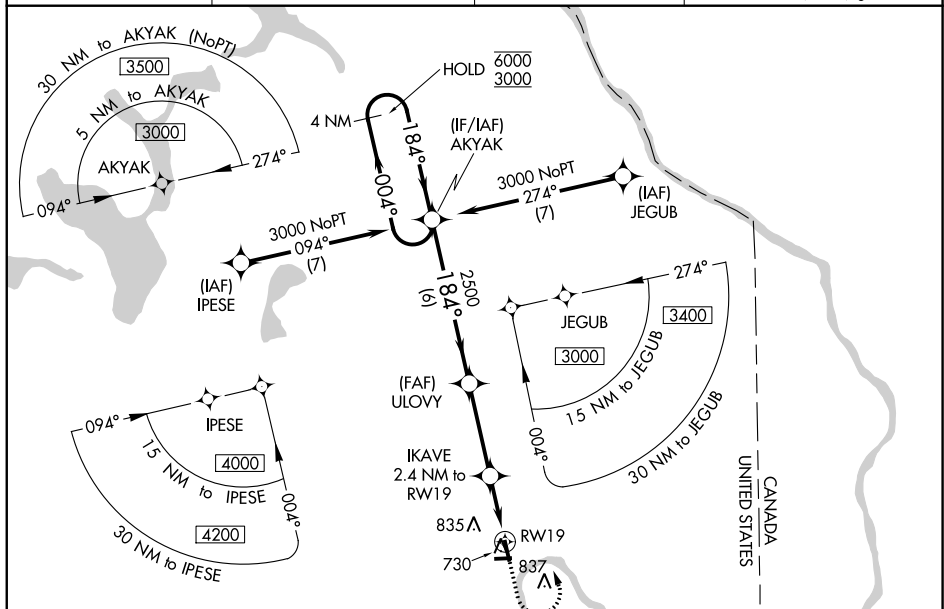 30 NM to AKYAK (NoPT)
3500
5 NM to AKYAK
3000
AKYAK
094°
274°
HOLD 6000
3000
4 NM
184°
004°
(IF/IAF)
AKYAK
3000 NoPT
274°
(7)
(IAF)
JEGUB
3000 NoPT
094°
(7)
(IAF)
IPESE
2500
184°
(6)
274°
JEGUB
3400
3000
15 NM to JEGUB
30 NM to JEGUB
004°
(FAF)
ULOVY
094°
IPESE
4000
15 NM to IPESE
004°
4200
30 NM to IPESE
IKAVE
2.4 NM to
RW19
835
RW19
730
837
CANADA
UNITED STATES